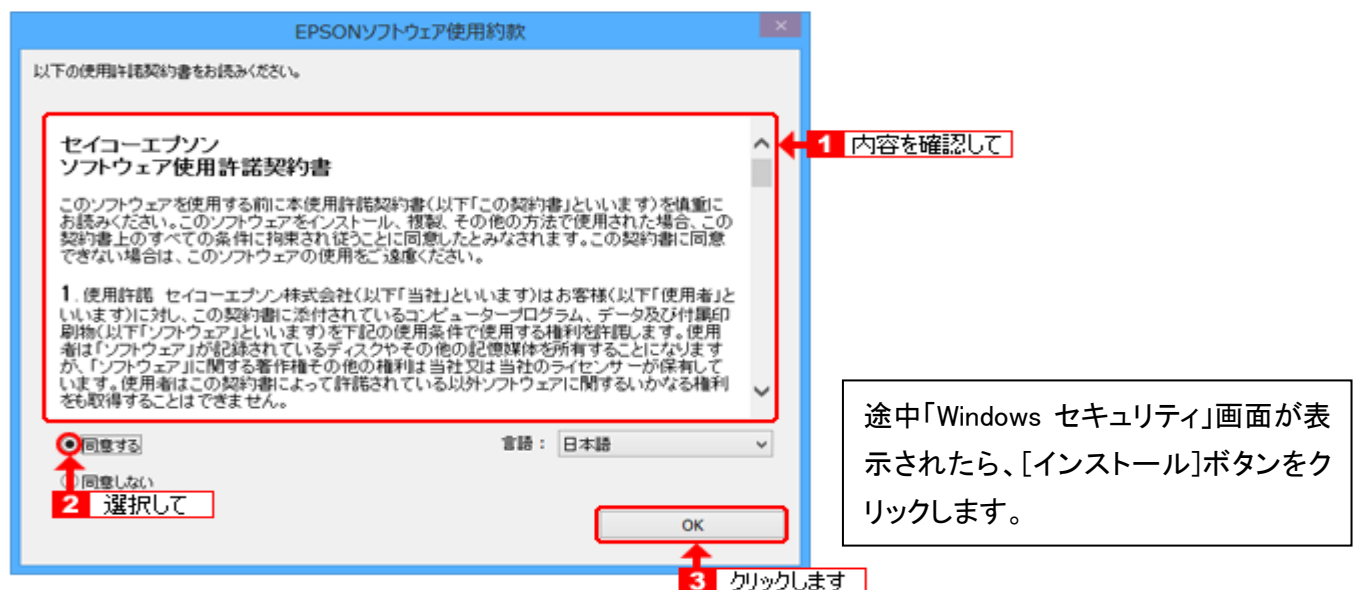 EPSONソフトウェア使用約款
以下の使用許諾契約書をお読みください。
セイコーエプソン
ソフトウェア使用許諾契約書
このソフトウェアを使用する前に本使用許諾契約書(以下「この契約書」といいます)を慎重に
お読みください。このソフトウェアをインストール、複製、その他の方法で使用された場合、この
契約書上のすべての条件に拘束され従うことに同意したとみなされます。この契約書に同意
できない場合は、このソフトウェアの使用をご遠慮ください。
1. 使用許諾 セイコーエプソン株式会社(以下「当社」といいます)はお客様(以下「使用者」と
いいます)に対し、この契約書に添付されているコンピュータープログラム、データ及び付属印
刷物(以下「ソフトウェア」といいます)を下記の使用条件で使用する権利を許諾します。使用
者は「ソフトウェア」が記録されているディスクやその他の記憶媒体を所有することになります
が、「ソフトウェア」に関する著作権その他の権利は当社又は当社のライセンサーが保有して
います。使用者はこの契約書によって許諾されている以外ソフトウェアに関するいかなる権利
をも取得することはできません。
1 内容を確認して
同意する
言語: 日本語
同意しない
2 選択して
OK
3 クリックします
途中「Windows セキュリティ」画面が表
示されたら、[インストール]ボタンをク
リックします。